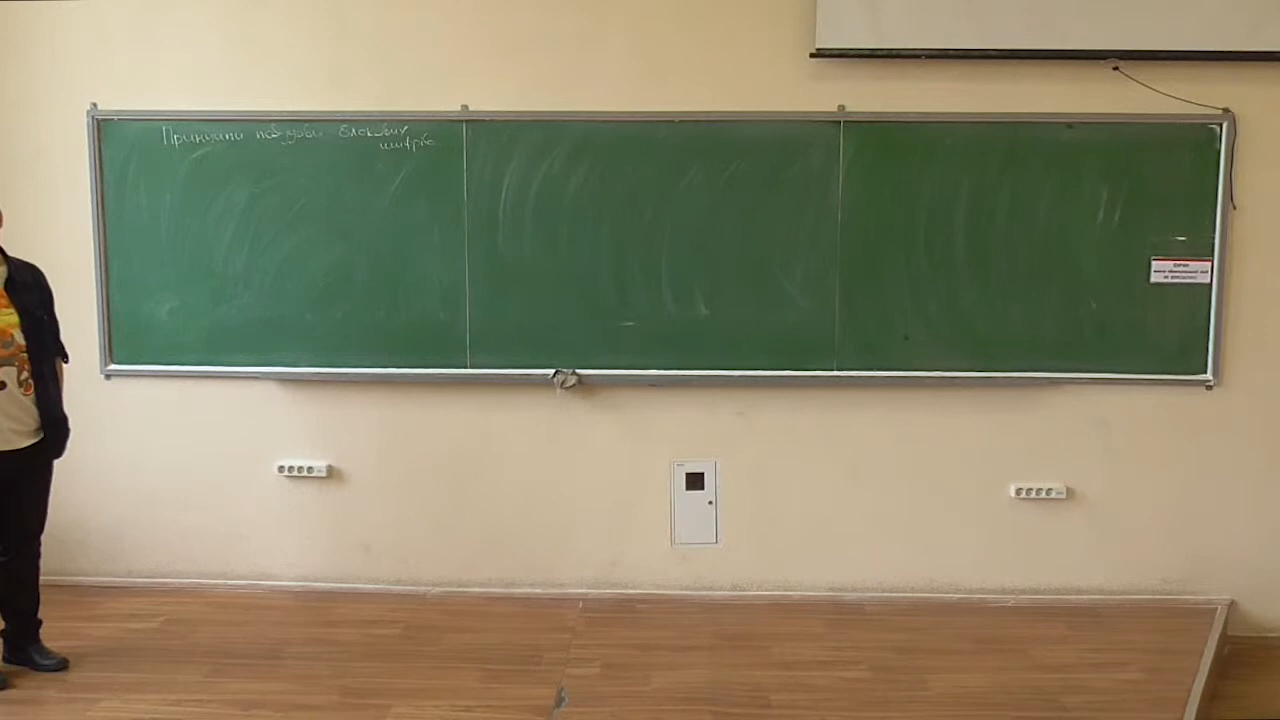 Принципи побудови блокових
шифрів